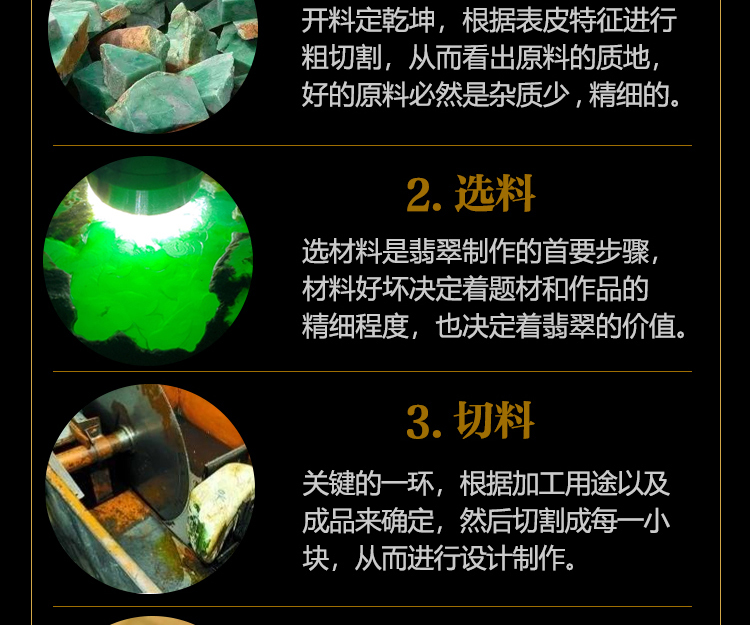 开料定乾坤，根据表皮特征进行
粗切割，从而看出原料的质地，
好的原料必然是杂质少，精细的。
2. 选料
选材料是翡翠制作的首要步骤，
材料好坏决定着题材和作品的
精细程度，也决定着翡翠的价值。
3. 切料
关键的一环，根据加工用途以及
成品来确定，然后切割成每一小
块，从而进行设计制作。